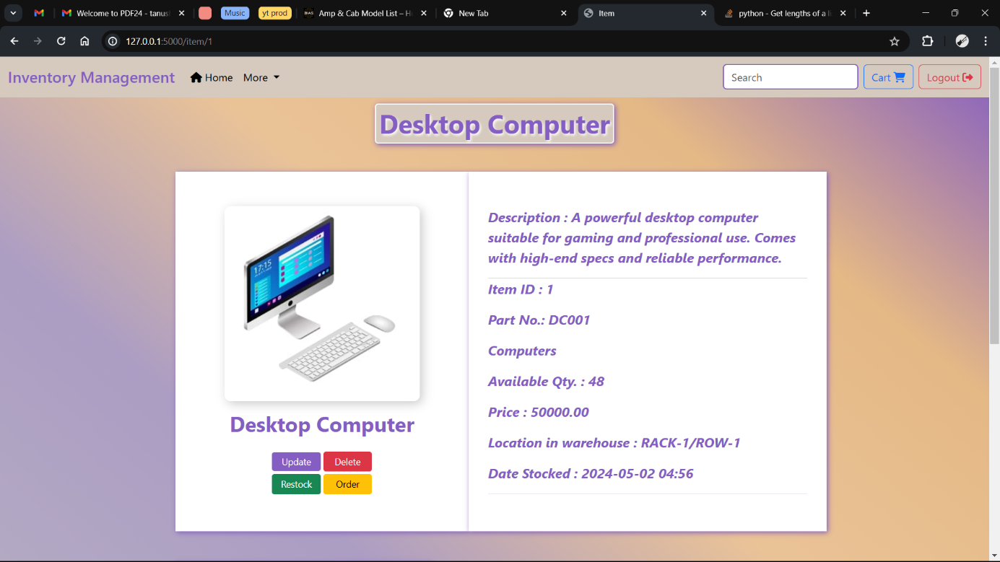 Welcome to PDF24 - tanus
Music
yt prod
BIAS
Amp & Cab Model List – H
New Tab
Item
python - Get lengths of a li
127.0.0.1:5000/item/1
Inventory Management
Home
More
Search
Cart
Logout
Desktop Computer
17:15
Desktop Computer
Update
Delete
Restock
Order
Description : A powerful desktop computer
suitable for gaming and professional use. Comes
with high-end specs and reliable performance.
Item ID : 1
Part No.: DC001
Computers
Available Qty. : 48
Price : 50000.00
Location in warehouse : RACK-1/ROW-1
Date Stocked : 2024-05-02 04:56